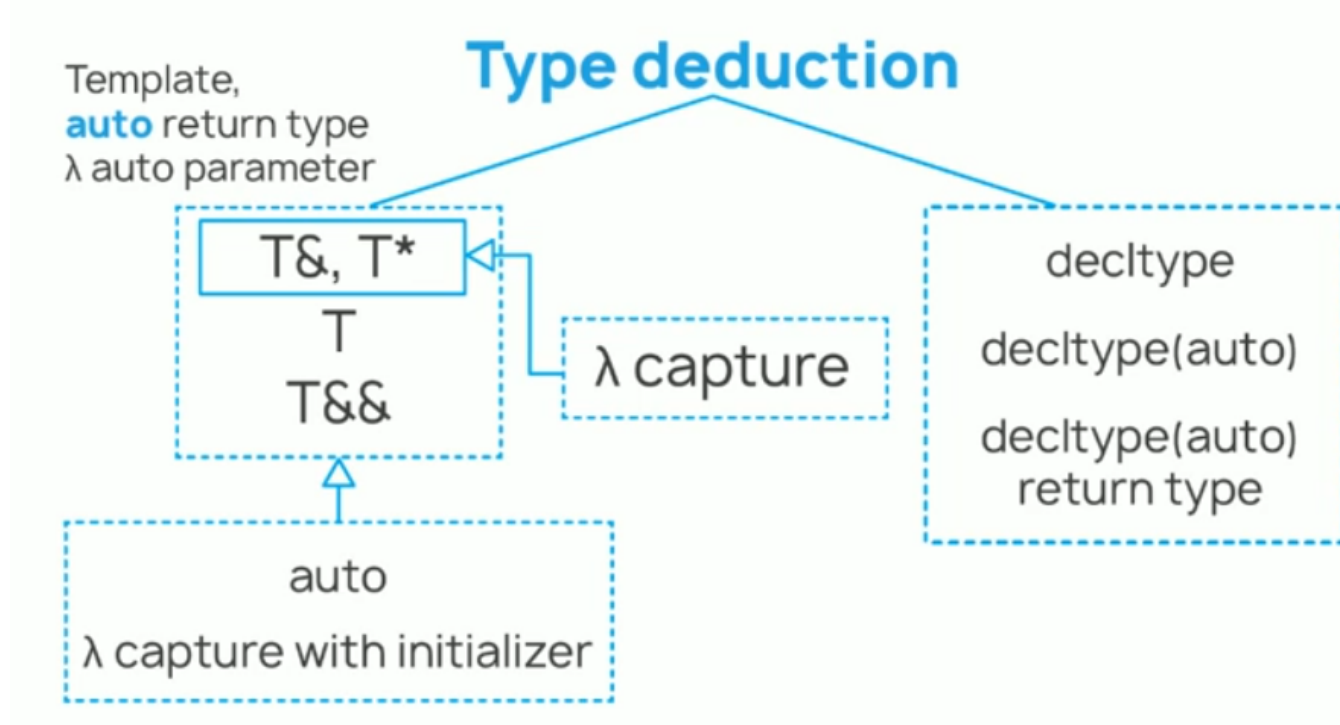 Type deduction
Template,
auto return type
λ auto parameter
T&, T*
T
T&&
λ capture
auto
λ capture with initializer
decltype
decltype(auto)
decltype(auto)
return type